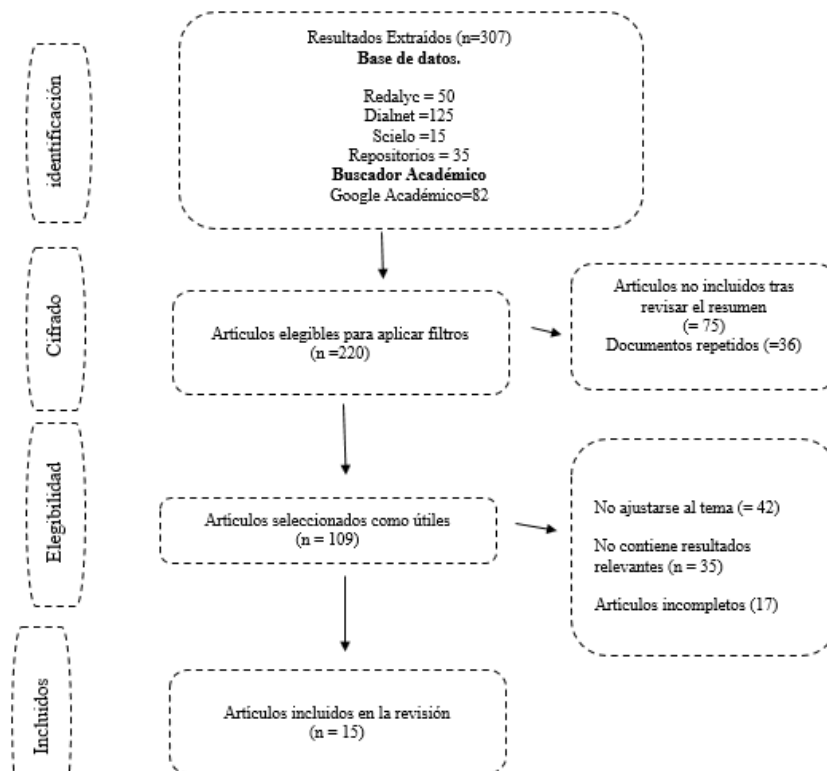 identificación
Resultados Extraídos (n=307)
Base de datos.
Redalyc = 50
Dialnet =125
Scielo =15
Repositorios = 35
Buscador Académico
Google Académico=82
Cifrado
Artículos elegibles para aplicar filtros
(n =220)
Artículos no incluidos tras
revisar el resumen
(= 75)
Documentos repetidos (=36)
Elegibilidad
Artículos seleccionados como útiles
(n = 109)
No ajustarse al tema (= 42)
No contiene resultados
relevantes (n = 35)
Artículos incompletos (17)
Incluidos
Artículos incluidos en la revisión
(n = 15)